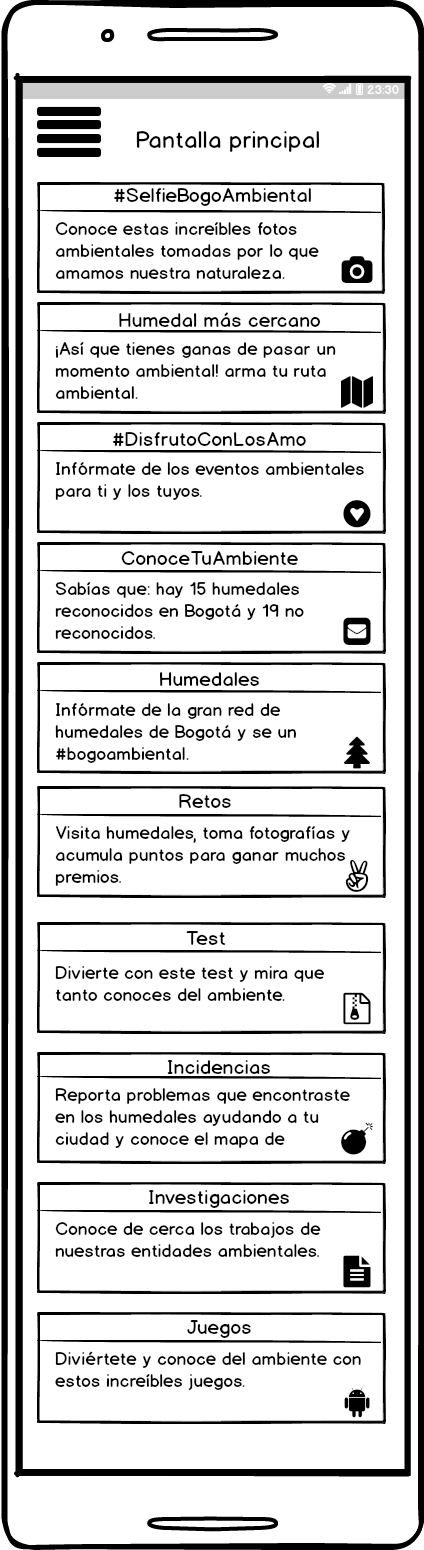 23:30
Pantalla principal
#SelfieBogoAmbiental
Conoce estas increíbles fotos
ambientales tomadas por lo que
amamos nuestra naturaleza.
Humedal más cercano
¡Así que tienes ganas de pasar un
momento ambiental! arma tu ruta
ambiental.
#DisfrutoConLosAmo
Infórmate de los eventos ambientales
para ti y los tuyos.
ConoceTuAmbiente
Sabías que: hay 15 humedales
reconocidos en Bogotá y 19 no
reconocidos.
Humedales
Infórmate de la gran red de
humedales de Bogotá y se un
#bogoambiental.
Retos
Visita humedales, toma fotografías y
acumula puntos para ganar muchos
premios.
Test
Divierte con este test y mira que
tanto conoces del ambiente.
Incidencias
Reporta problemas que encontraste
en los humedales ayudando a tu
ciudad y conoce el mapa de
Investigaciones
Conoce de cerca los trabajos de
nuestras entidades ambientales.
Juegos
Diviértete y conoce del ambiente con
estos increíbles juegos.